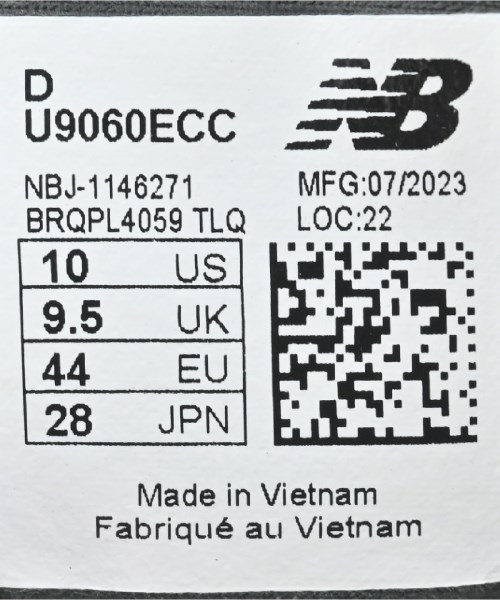 D
U9060ECC
NB
NBJ-1146271
MFG:07/2023
BRQPL4059 TLQ
LOC:22
10 US
9.5 UK
44 EU
28 JPN
Made in Vietnam
Fabriqué au Vietnam